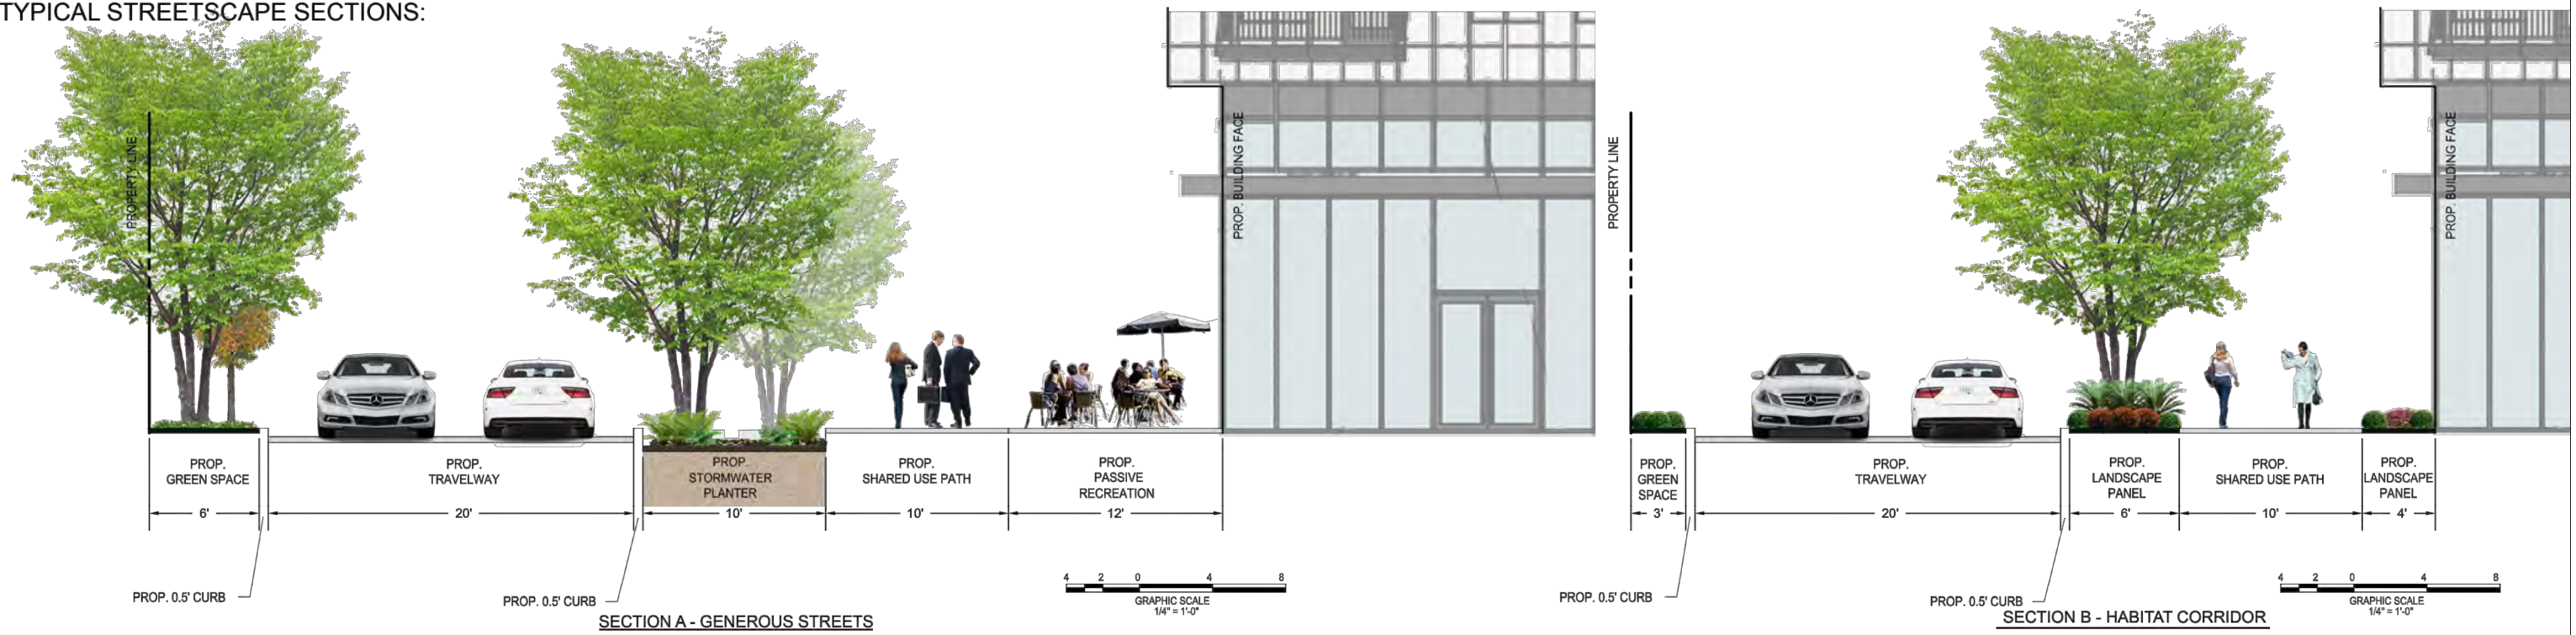 TYPICAL STREETSCAPE SECTIONS:
PROPERTY LINE
PROP. BUILDING FACE
PROP.
GREEN SPACE
6'
PROP.
TRAVELWAY
20'
PROP.
STORMWATER
PLANTER
10'
PROP.
SHARED USE PATH
10'
PROP.
PASSIVE
RECREATION
12'
PROP. 0.5' CURB
PROP. 0.5' CURB
4 2 0 4 8
GRAPHIC SCALE
1/4" = 1'-0"
SECTION A - GENEROUS STREETS
PROPERTY LINE
PROP. BUILDING FACE
PROP.
GREEN
SPACE
3'
PROP.
TRAVELWAY
20'
PROP.
LANDSCAPE
PANEL
6'
PROP.
SHARED USE PATH
10'
PROP.
LANDSCAPE
PANEL
4'
PROP. 0.5' CURB
PROP. 0.5' CURB
4 2 0 4 8
GRAPHIC SCALE
1/4" = 1'-0"
SECTION B - HABITAT CORRIDOR